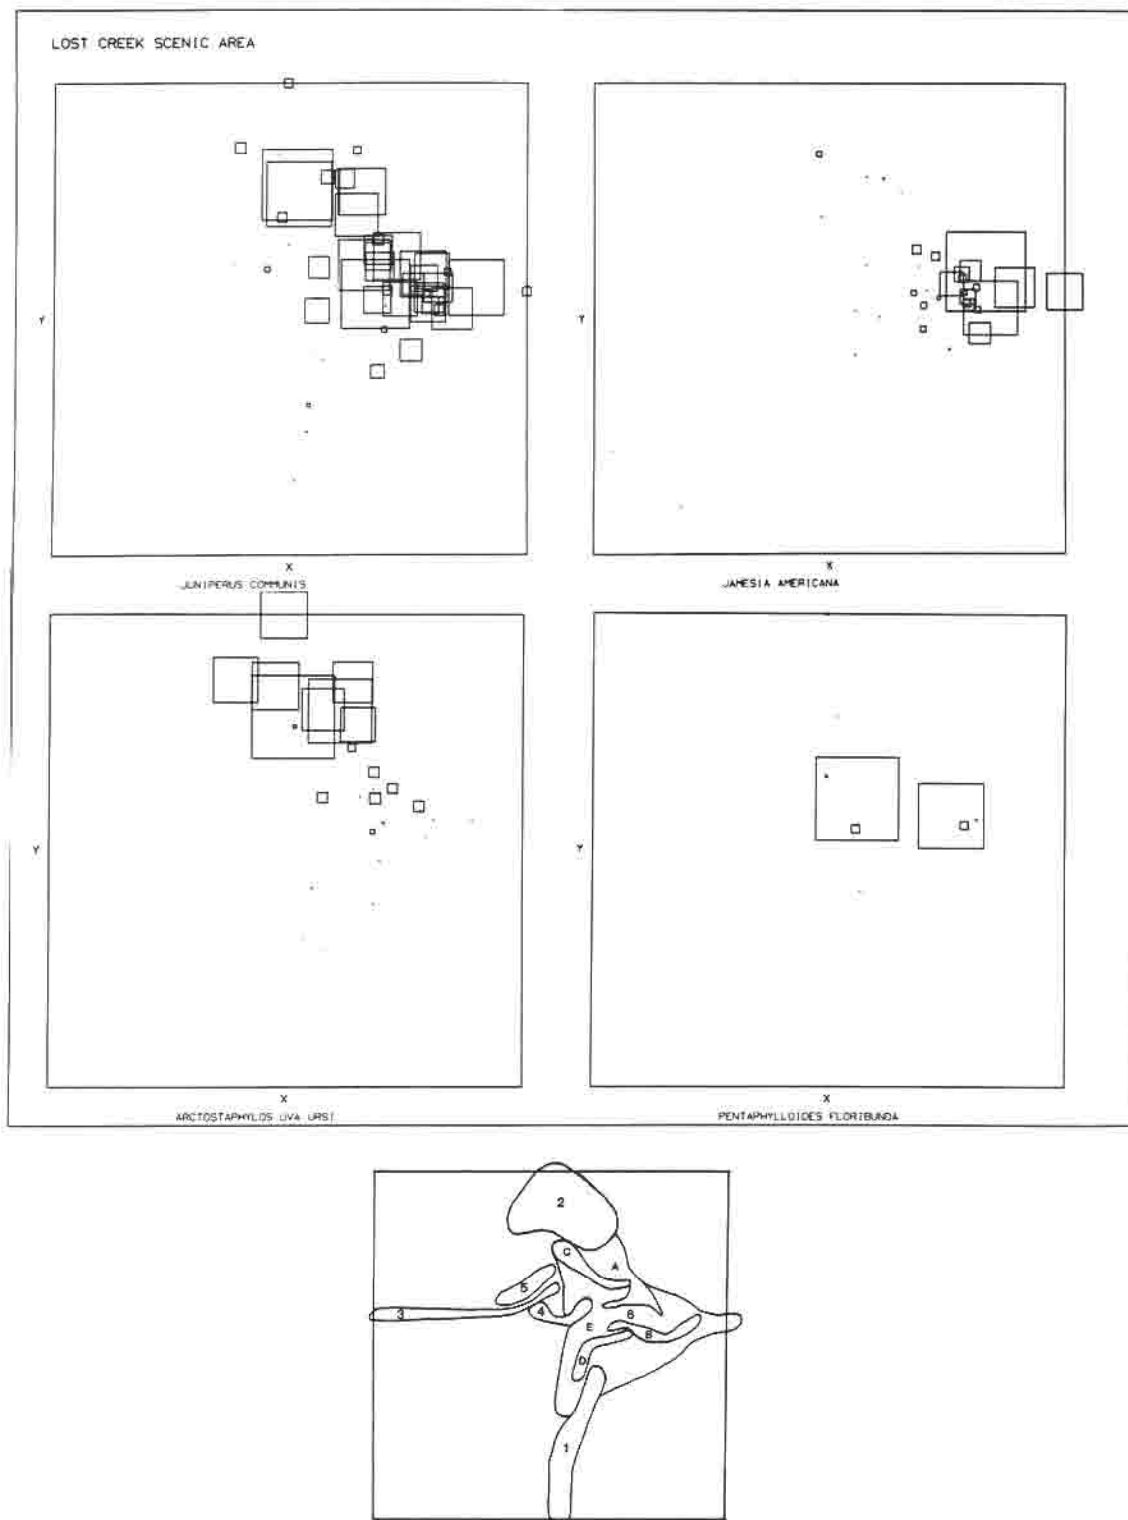 LOST CREEK SCENIC AREA
Y
X
JUNIPERUS COMMUNIS
Y
X
JAMESIA AMERICANA
Y
X
ARCTOSTAPHYLOS UVA URSI
Y
X
PENTAPHYLLOIDES FLORIBUNDA
2
C
A
5
3
4
6
E
B
D
1